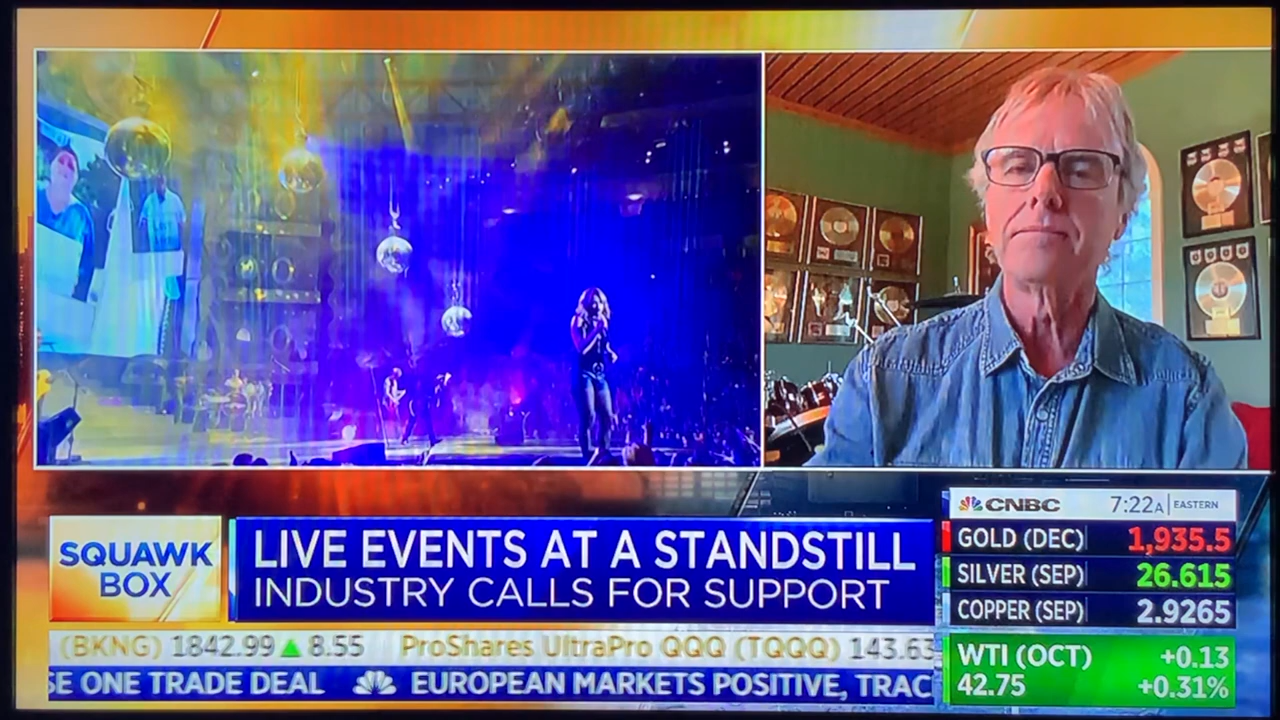 SQUAWK
BOX
LIVE EVENTS AT A STANDSTILL
INDUSTRY CALLS FOR SUPPORT
CNBC 7:22A | EASTERN
GOLD (DEC) 1,935.5
SILVER (SEP) 26.615
COPPER (SEP) 2.9265
WTI (OCT) +0.13
42.75 +0.31%
(BKNG) 1842.99 ▲ 8.55 ProShares UltraPro QQQ (TQQQ) 143.63
SE ONE TRADE DEAL EUROPEAN MARKETS POSITIVE, TRAC